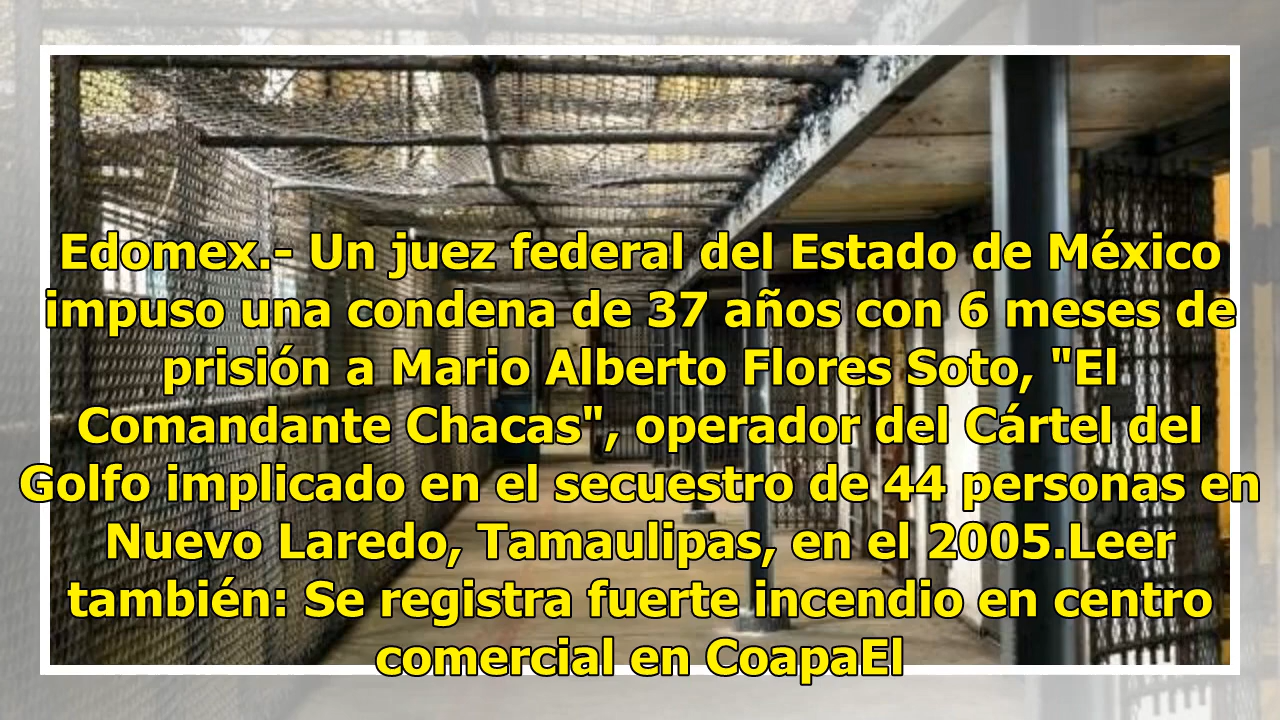 Edomex.- Un juez federal del Estado de México
impuso una condena de 37 años con 6 meses de
prisión a Mario Alberto Flores Soto, "El
Comandante Chacas", operador del Cártel del
Golfo implicado en el secuestro de 44 personas en
Nuevo Laredo, Tamaulipas, en el 2005.Leer
también: Se registra fuerte incendio en centro
comercial en CoapaEl